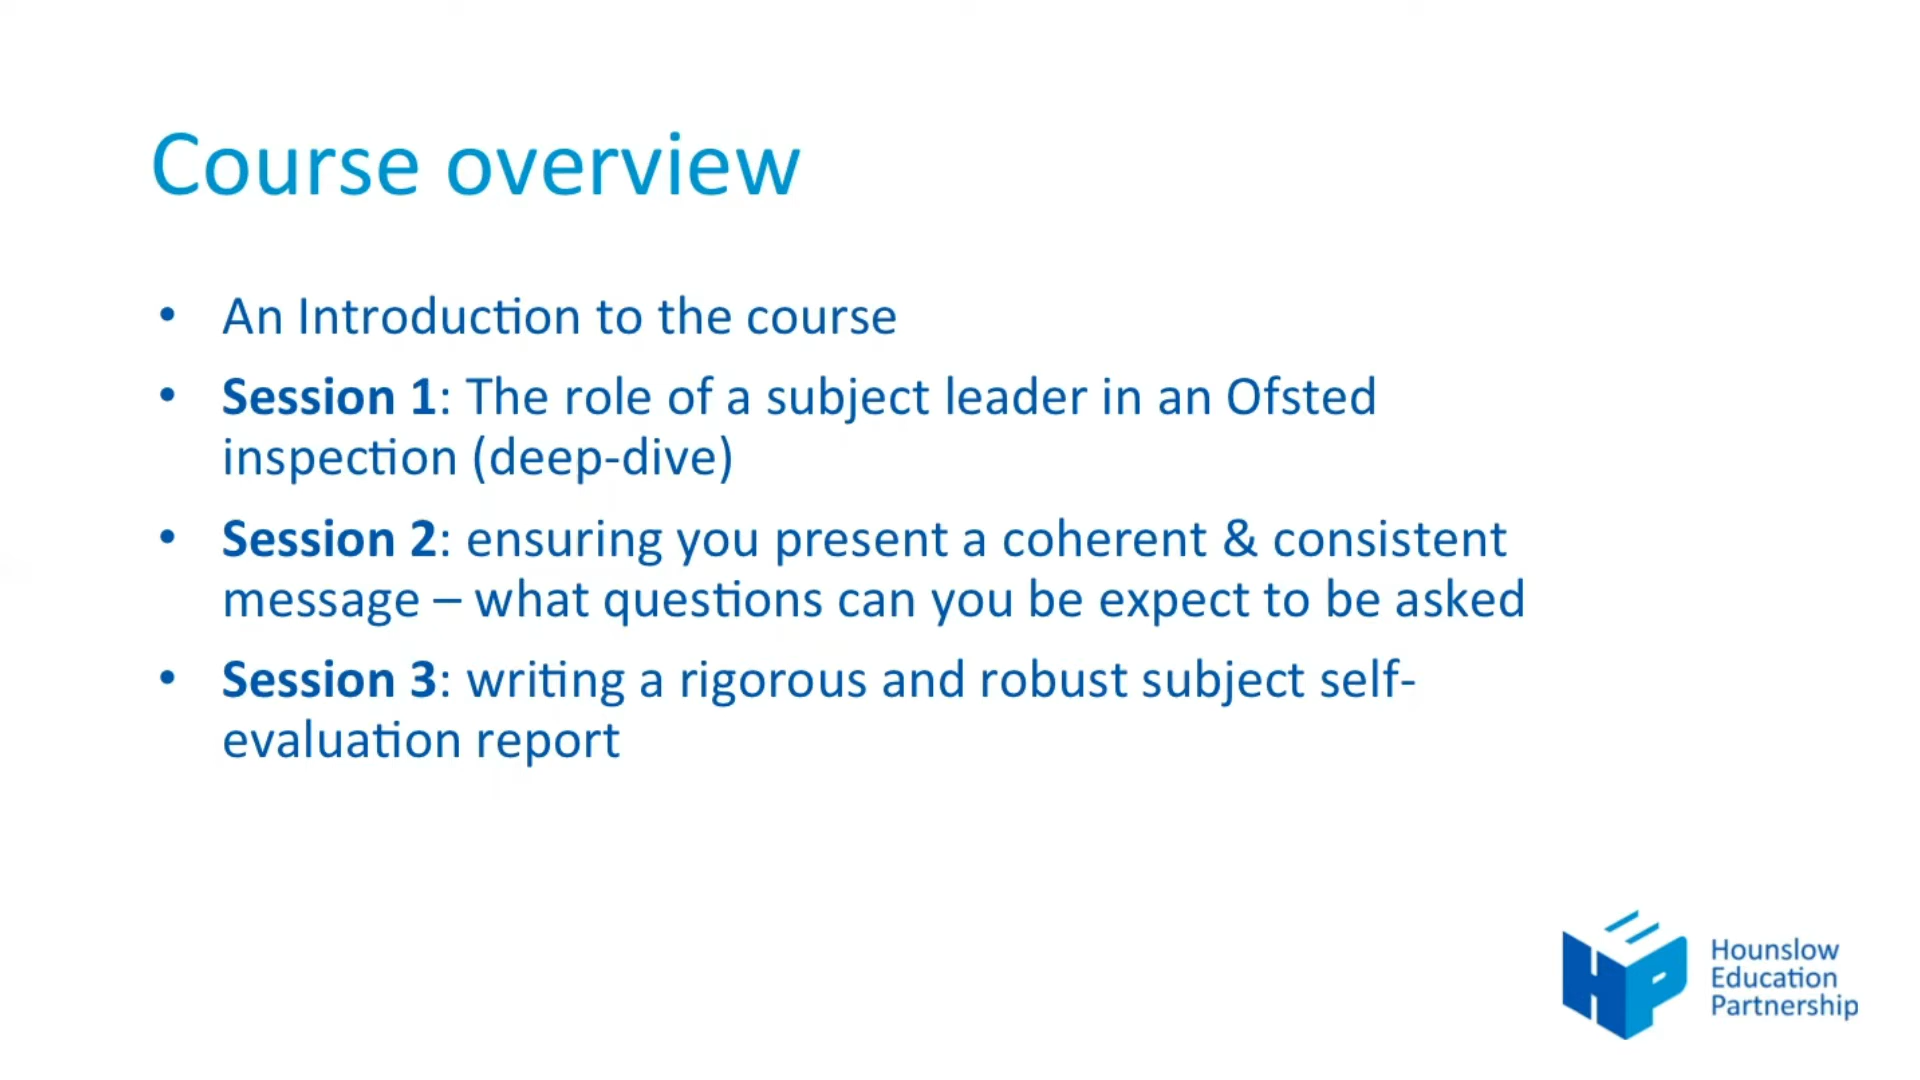 Course overview
• An Introduction to the course
• Session 1: The role of a subject leader in an Ofsted
inspection (deep-dive)
• Session 2: ensuring you present a coherent & consistent
message – what questions can you be expect to be asked
• Session 3: writing a rigorous and robust subject self-
evaluation report
HEP
Hounslow
Education
Partnership